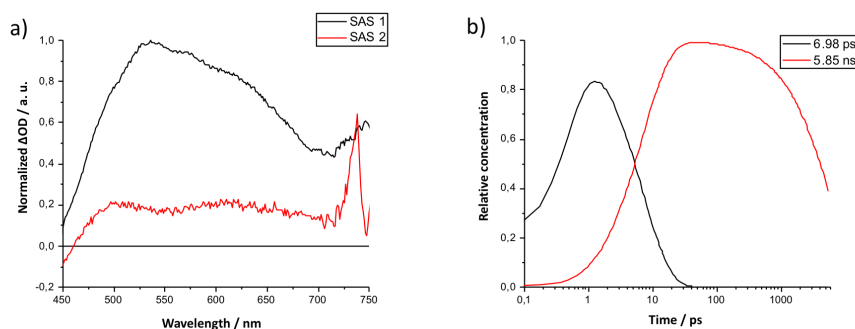 a)
SAS 1
SAS 2
1,0
0,8
0,6
0,4
0,2
0,0
-0,2
450
500
550
600
650
700
750
Normalized ΔOD / a. u.
Wavelength / nm
b)
6.98 ps
5.85 ns
1,0
0,8
0,6
0,4
0,2
0,0
0,1
1
10
100
1000
Relative concentration
Time / ps